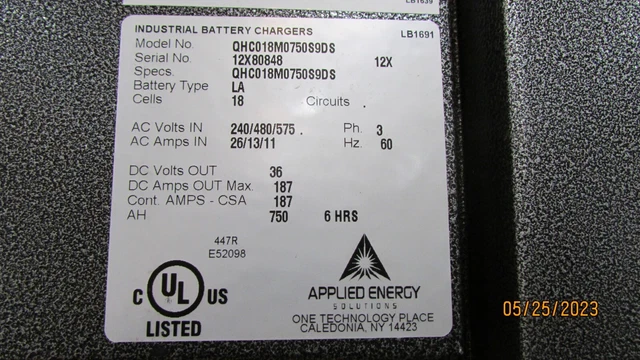 LB1639
INDUSTRIAL BATTERY CHARGERS LB1691
Model No. QHC018M0750S9DS
Serial No. 12X80848 12X
Specs. QHC018M0750S9DS
Battery Type LA
Cells 18 Circuits .
AC Volts IN 240/480/575 . Ph. 3
AC Amps IN 26/13/11 Hz. 60
DC Volts OUT 36
DC Amps OUT Max. 187
Cont. AMPS - CSA 187
AH 750 6 HRS
447R
E52098
C UL US
LISTED
APPLIED ENERGY
SOLUTIONS
ONE TECHNOLOGY PLACE
CALEDONIA, NY 14423
05/25/2023